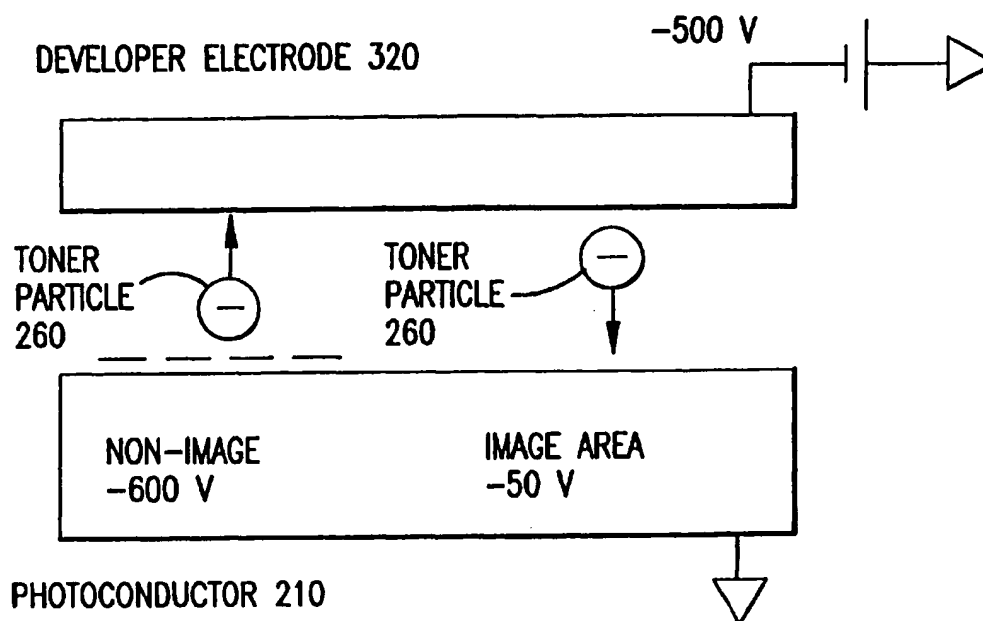 DEVELOPER ELECTRODE 320
-500 V
TONER
PARTICLE
260
TONER
PARTICLE
260
NON-IMAGE
-600 V
IMAGE AREA
-50 V
PHOTOCONDUCTOR 210